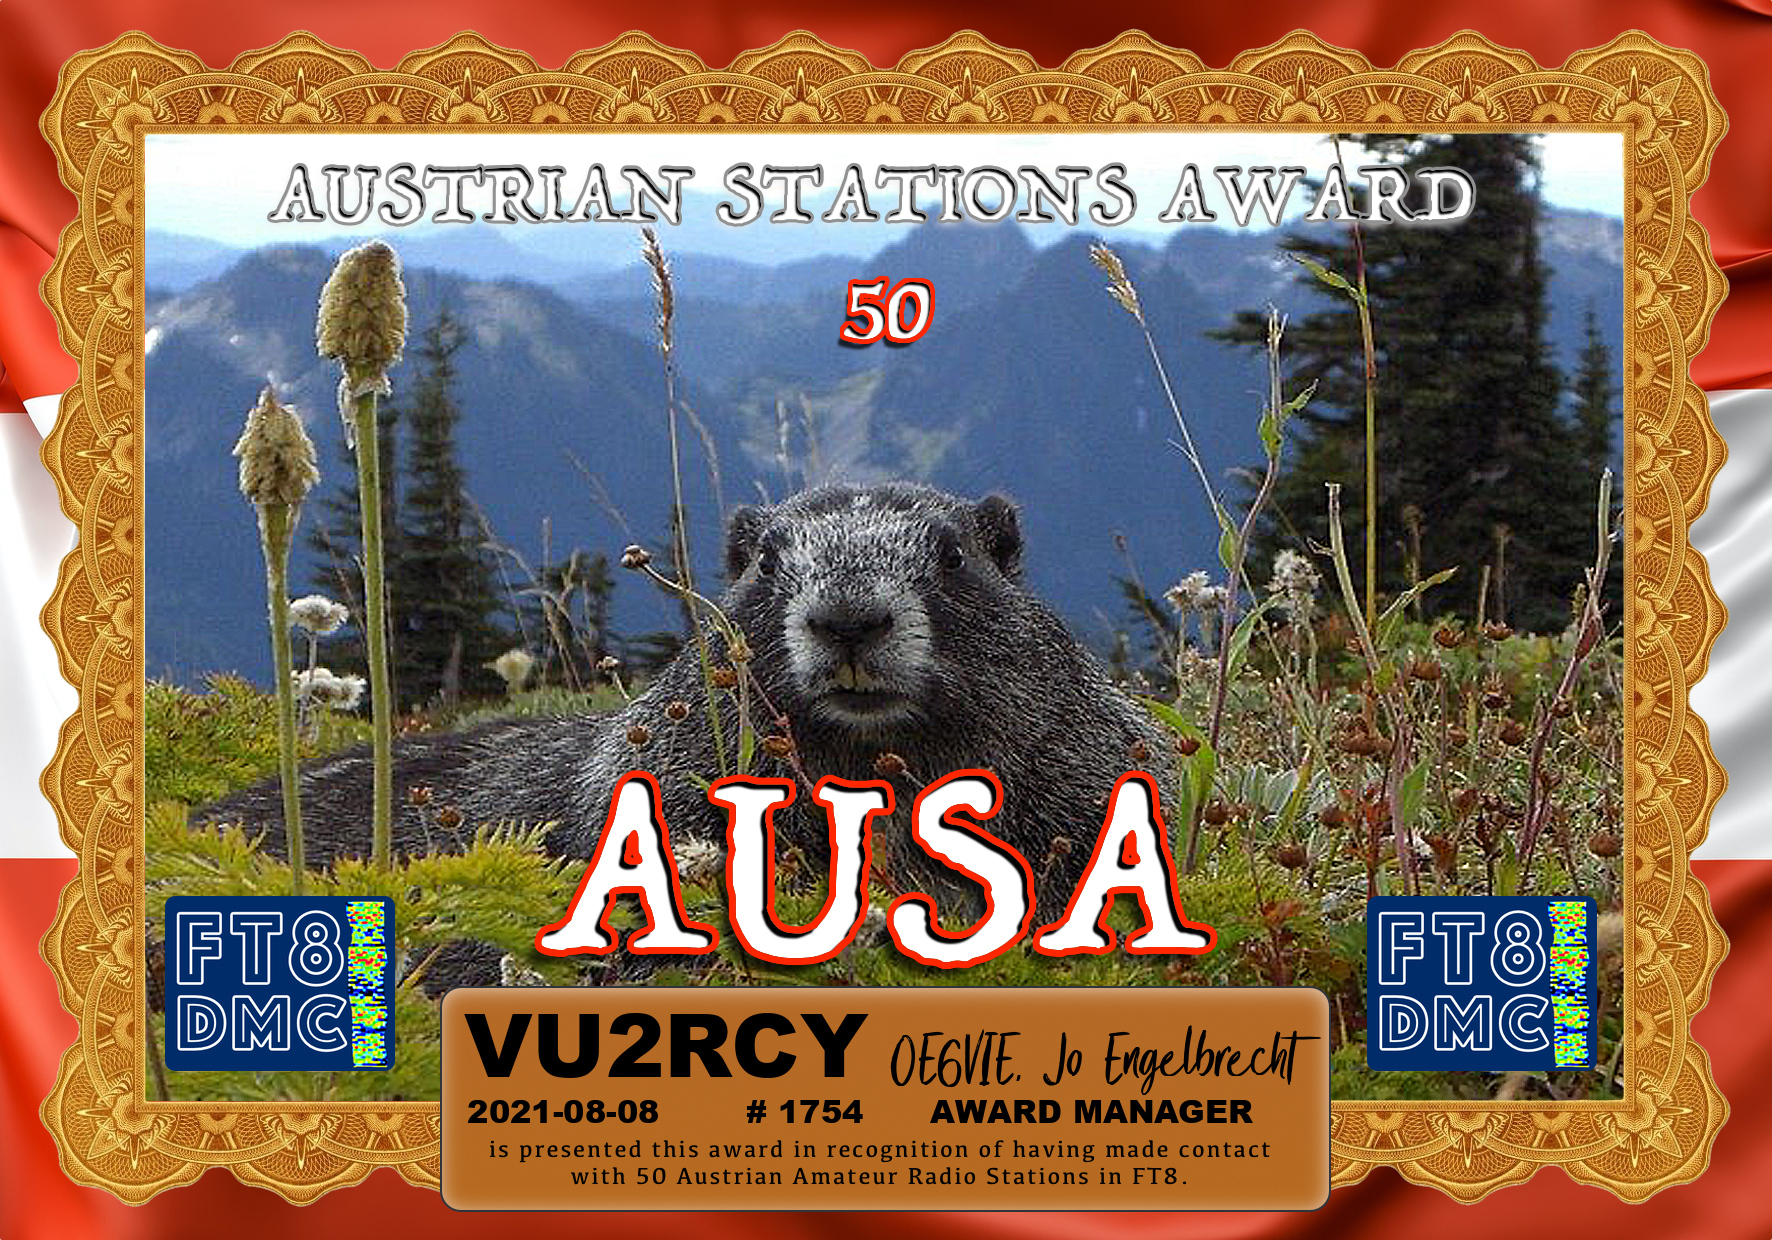 AUSTRIAN STATIONS AWARD
50
AUSA
FT8
DMC
FT8
DMC
VU2RCY OE6VIE, Jo Engelbrecht
2021-08-08 # 1754 AWARD MANAGER
is presented this award in recognition of having made contact
with 50 Austrian Amateur Radio Stations in FT8.